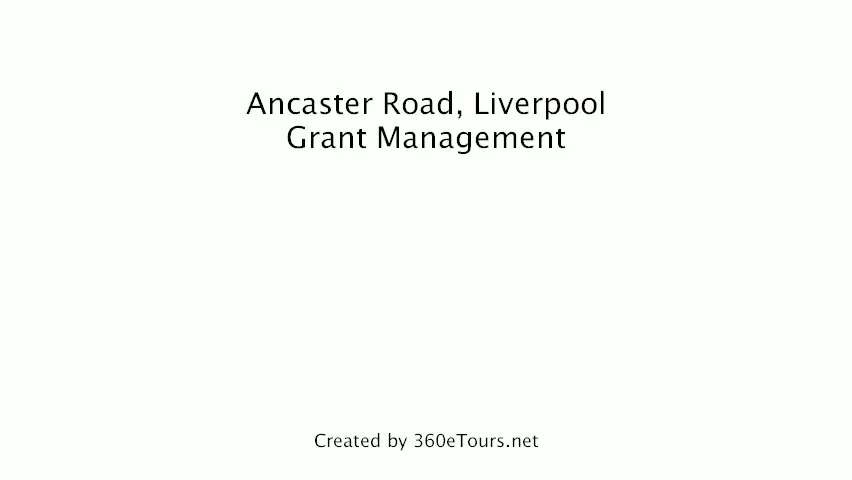 Ancaster Road, Liverpool
Grant Management
Created by 360eTours.net